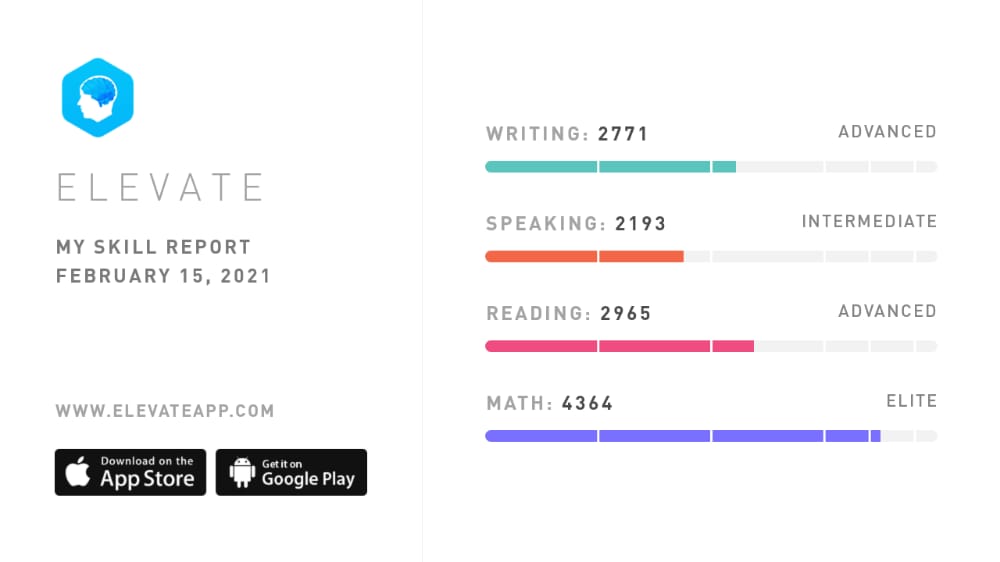 ELEVATE
MY SKILL REPORT
FEBRUARY 15, 2021
WWW.ELEVATEAPP.COM
Download on the
App Store
Get it on
Google Play
WRITING: 2771
ADVANCED
SPEAKING: 2193
INTERMEDIATE
READING: 2965
ADVANCED
MATH: 4364
ELITE